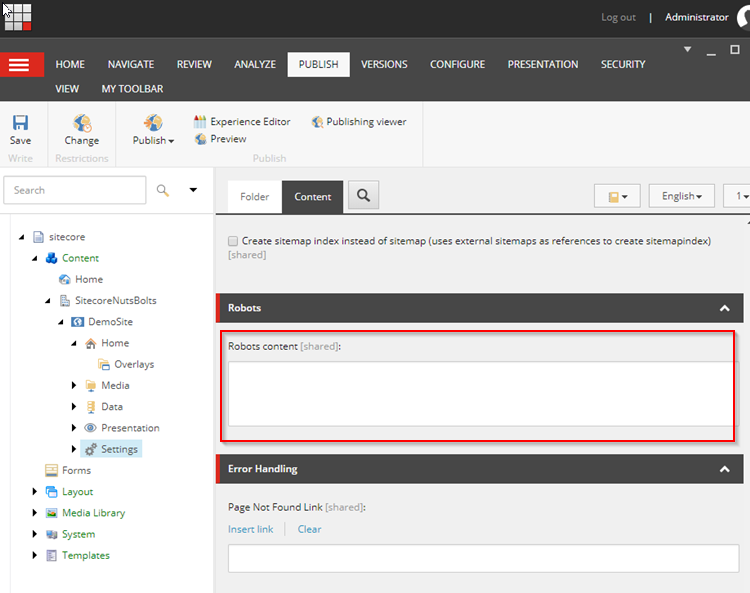 Log out | Administrator
HOME NAVIGATE REVIEW ANALYZE PUBLISH VERSIONS CONFIGURE PRESENTATION SECURITY
VIEW MY TOOLBAR
Save
Write
Change
Restrictions
Publish
Experience Editor
Preview
Publishing viewer
Publish
Search
Folder Content
English
1
sitecore
Content
Home
SitecoreNutsBolts
DemoSite
Home
Overlays
Media
Data
Presentation
Settings
Forms
Layout
Media Library
System
Templates
Create sitemap index instead of sitemap (uses external sitemaps as references to create sitemapindex)
[shared]
Robots
Robots content [shared]:
Error Handling
Page Not Found Link [shared]:
Insert link Clear